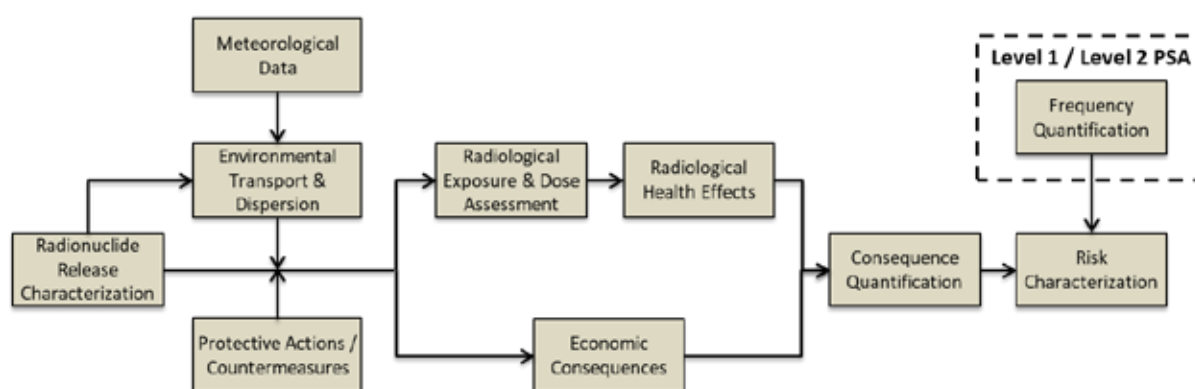 Meteorological
Data
Level 1 / Level 2 PSA
Frequency
Quantification
Environmental
Transport &
Dispersion
Radiological
Exposure & Dose
Assessment
Radiological
Health Effects
Radionuclide
Release
Characterization
Consequence
Quantification
Risk
Characterization
Protective Actions /
Countermeasures
Economic
Consequences